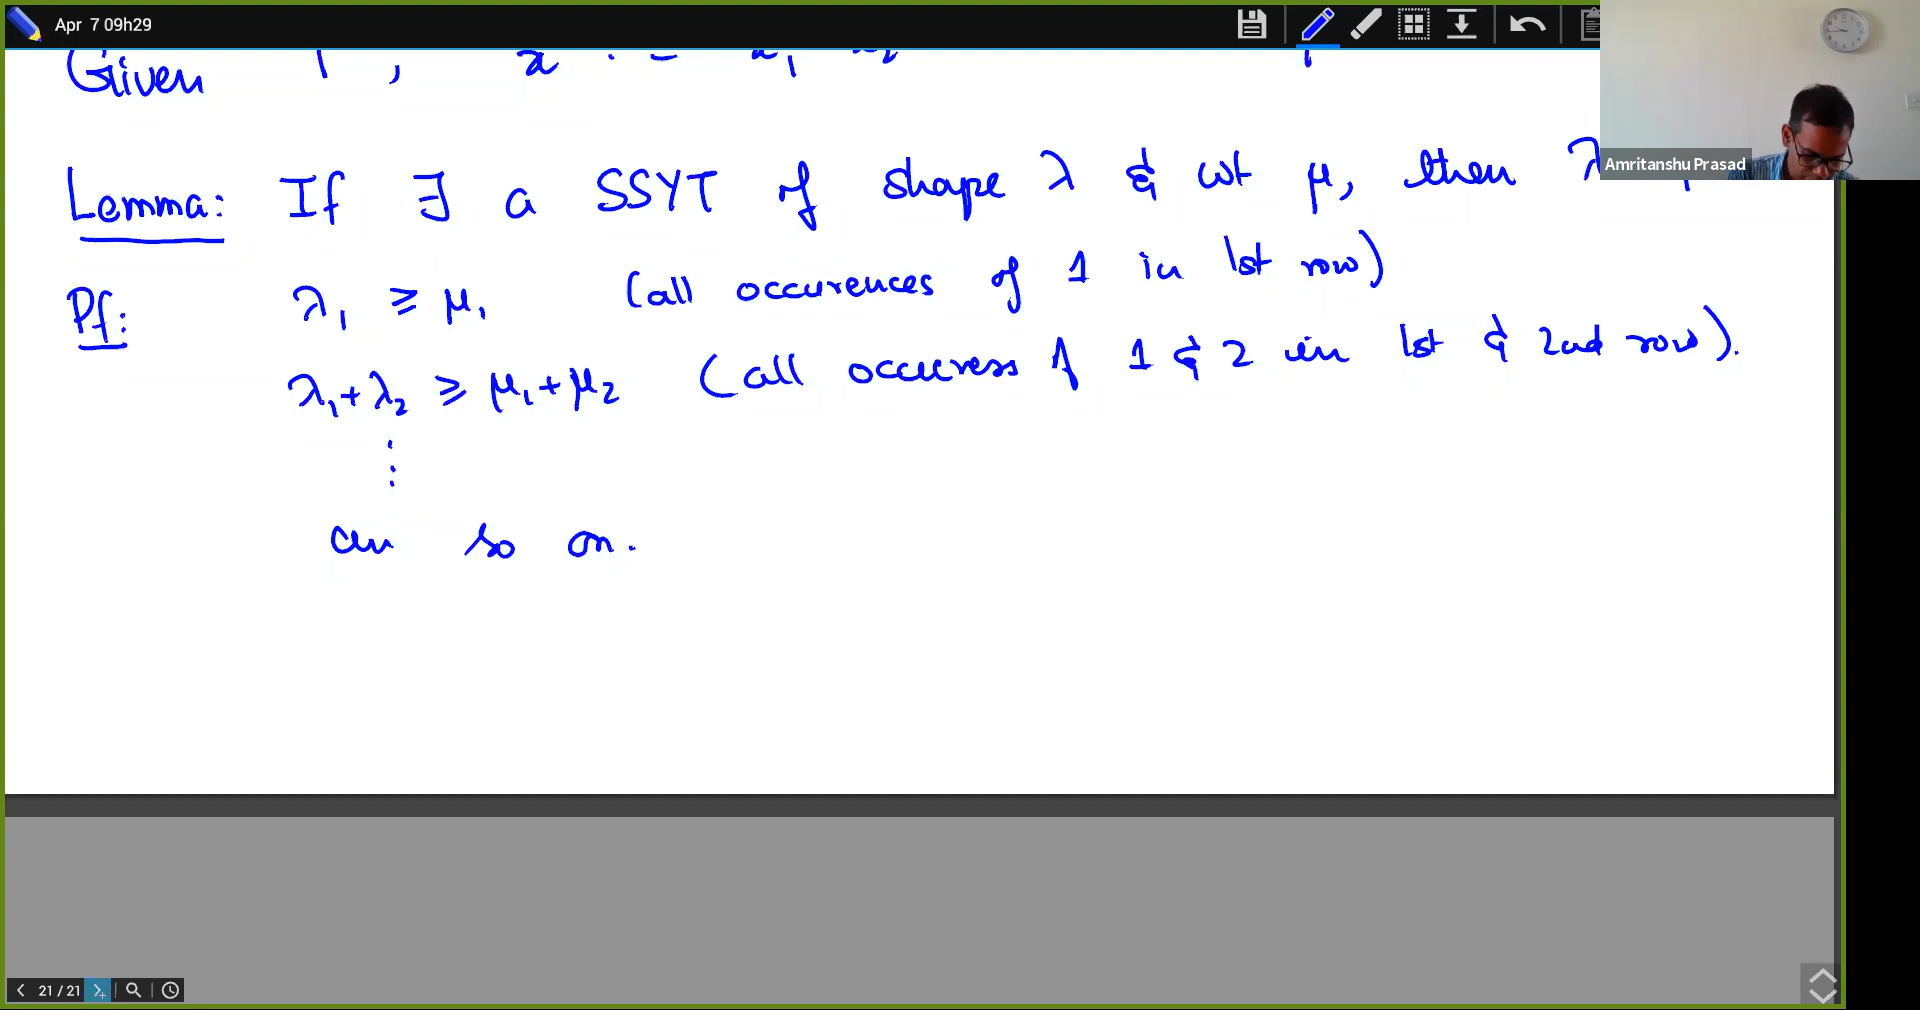 Apr 7 09h29
Given ,
Amritanshu Prasad
Lemma: If ∃ a SSYT of shape λ & wt μ, then λ
Pf: λ₁ ≥ μ₁ (all occurences of 1 in 1st row)
λ₁+λ₂ ≥ μ₁+μ₂ (all occuress of 1 & 2 in 1st & 2nd row).
⋮
an so on.
21 / 21